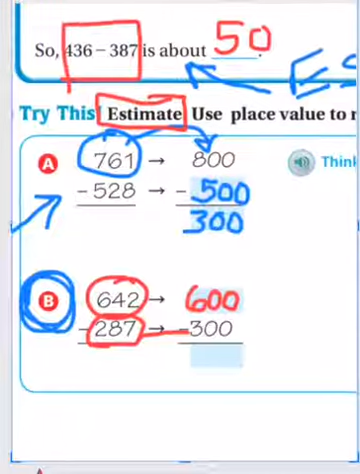 So, 436 – 387 is about 50.
ES
Try This Estimate Use place value to r
A 761 → 800
Think
– 528 → – 500
300
B 642 → 600
– 287 → – 300